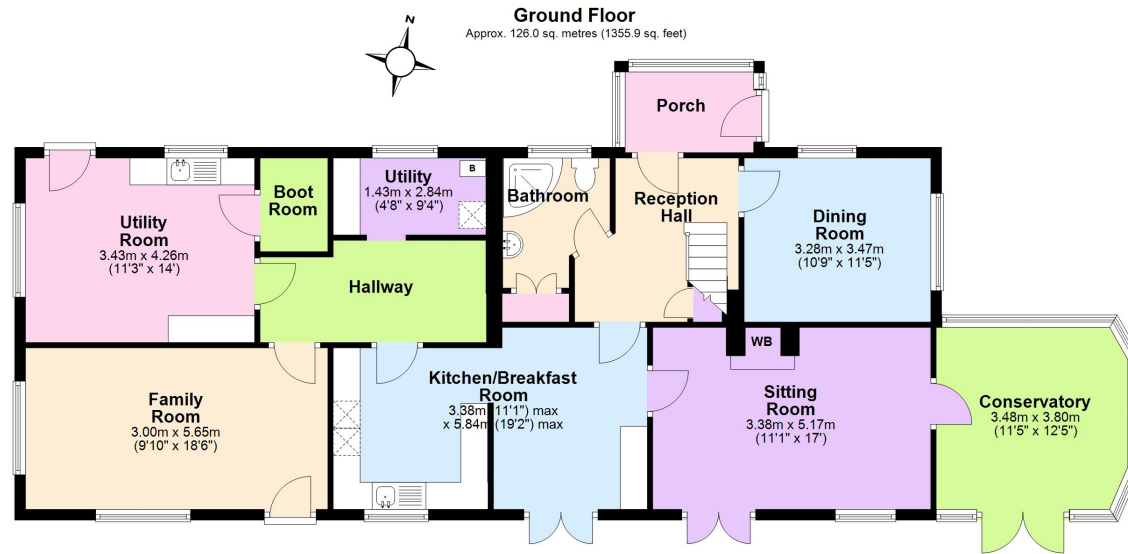 Ground Floor
Approx. 126.0 sq. metres (1355.9 sq. feet)
N
Porch
Utility
Room
3.43m x 4.26m
(11'3" x 14')
Boot
Room
Utility
1.43m x 2.84m
(4'8" x 9'4")
B
Bathroom
Reception
Hall
Dining
Room
3.28m x 3.47m
(10'9" x 11'5")
Hallway
Family
Room
3.00m x 5.65m
(9'10" x 18'6")
Kitchen/Breakfast
Room
3.38m (11'1") max
x 5.84m (19'2") max
WB
Sitting
Room
3.38m x 5.17m
(11'1" x 17')
Conservatory
3.48m x 3.80m
(11'5" x 12'5")